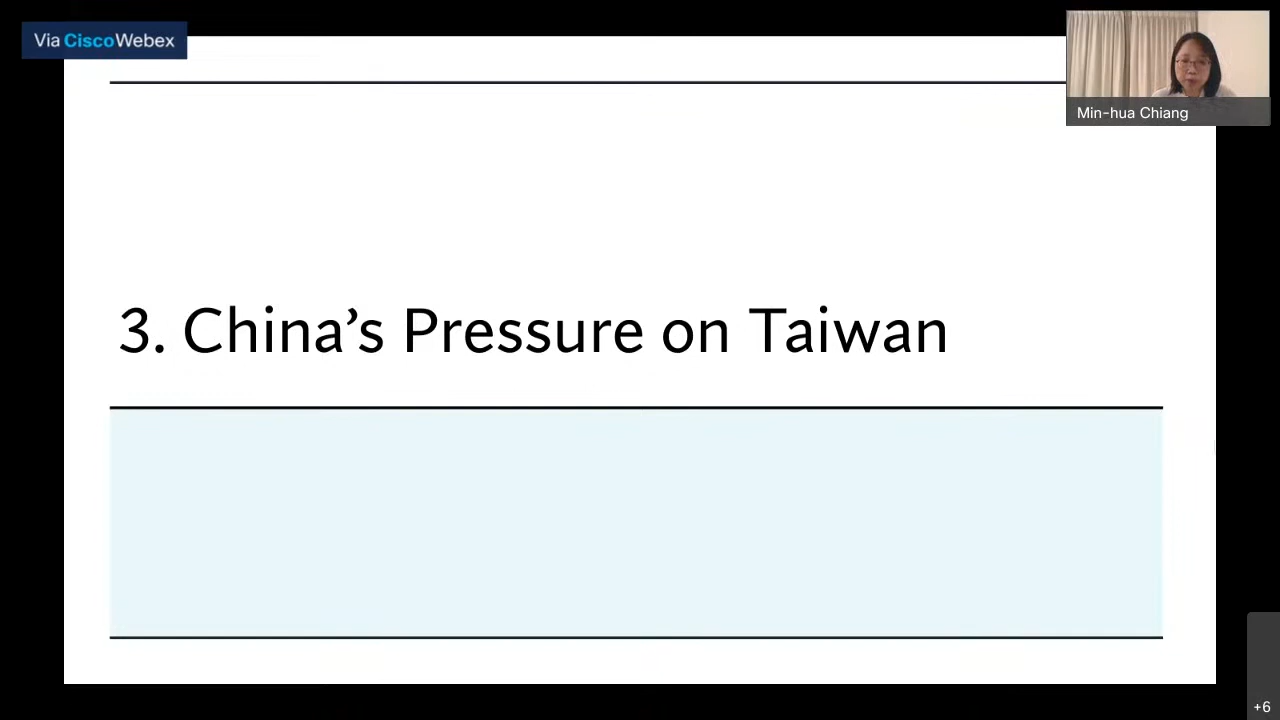 Via Cisco Webex
Min-hua Chiang
3. China’s Pressure on Taiwan
+6